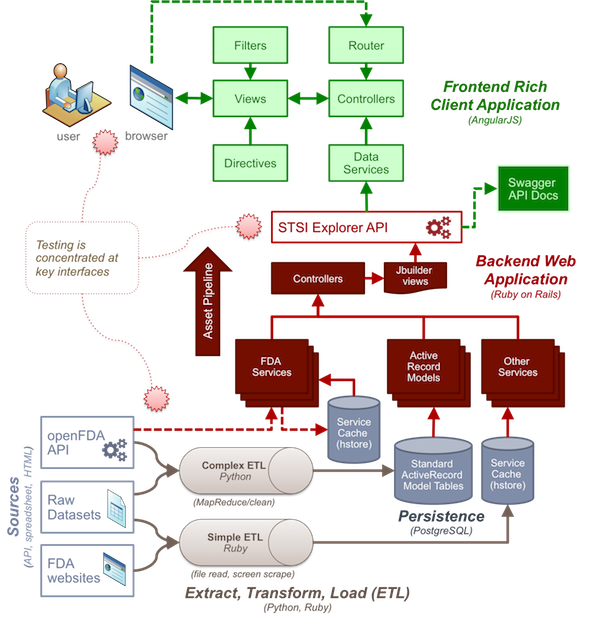 Filters
Router
Frontend Rich
Client Application
(AngularJS)
Views
Controllers
user
browser
Directives
Data
Services
Swagger
API Docs
STSI Explorer API
Testing is
concentrated at
key interfaces
Backend Web
Application
(Ruby on Rails)
Asset Pipeline
Controllers
Jbuilder
views
FDA
Services
Active
Record
Models
Other
Services
Service
Cache
(hstore)
openFDA
API
Sources
(API, spreadsheet, HTML)
Complex ETL
Python
(MapReduce/clean)
Standard
ActiveRecord
Model Tables
Service
Cache
(hstore)
Raw
Datasets
Persistence
(PostgreSQL)
Simple ETL
Ruby
(file read, screen scrape)
FDA
websites
Extract, Transform, Load (ETL)
(Python, Ruby)